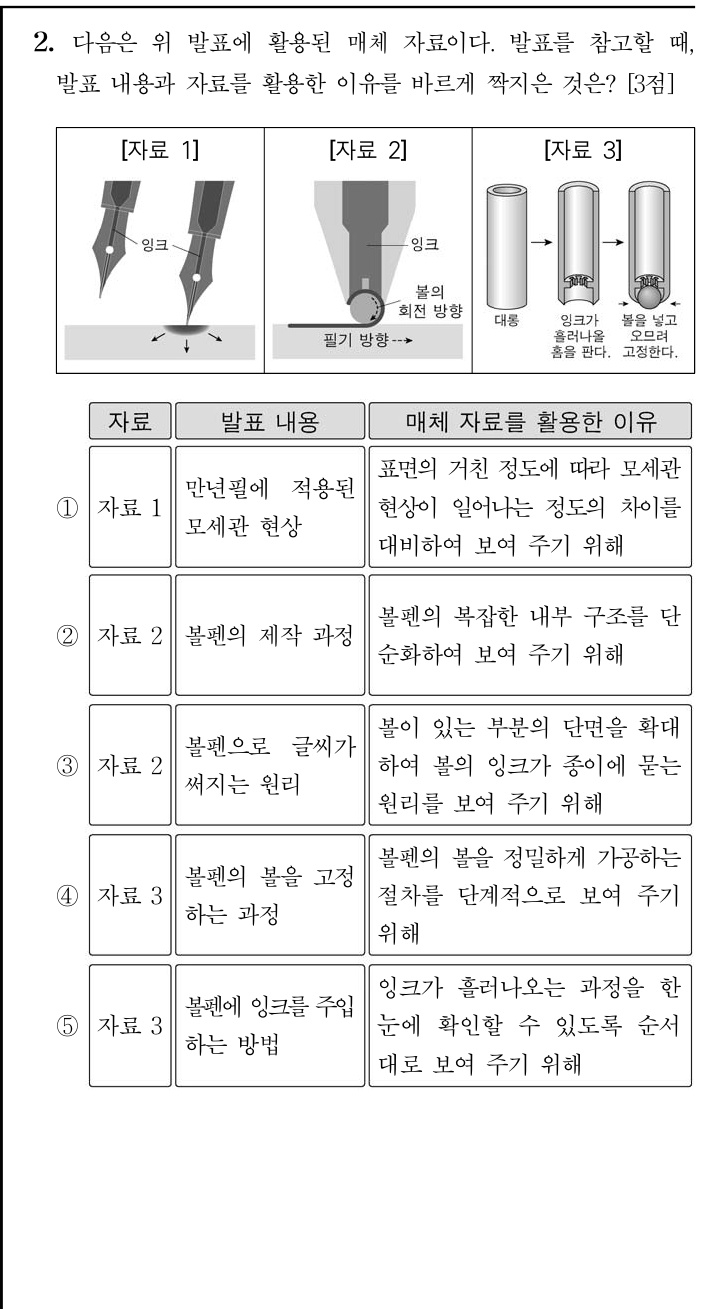 2. 다음은 위 발표에 활용된 매체 자료이다. 발표를 참고할 때,
발표 내용과 자료를 활용한 이유를 바르게 짝지은 것은? [3점]
[자료 1]
잉크
[자료 2]
잉크
볼의
회전 방향
필기 방향
[자료 3]
대롱
잉크가
흘러나올
홈을 판다.
볼을 넣고
오므려
고정한다.
자료 발표 내용 매체 자료를 활용한 이유
① 자료 1
만년필에 적용된
모세관 현상
표면의 거친 정도에 따라 모세관
현상이 일어나는 정도의 차이를
대비하여 보여 주기 위해
② 자료 2
볼펜의 제작 과정
볼펜의 복잡한 내부 구조를 단
순화하여 보여 주기 위해
③ 자료 2
볼펜으로 글씨가
써지는 원리
볼이 있는 부분의 단면을 확대
하여 볼의 잉크가 종이에 묻는
원리를 보여 주기 위해
④ 자료 3
볼펜의 볼을 고정
하는 과정
볼펜의 볼을 정밀하게 가공하는
절차를 단계적으로 보여 주기
위해
⑤ 자료 3
볼펜에 잉크를 주입
하는 방법
잉크가 흘러나오는 과정을 한
눈에 확인할 수 있도록 순서
대로 보여 주기 위해